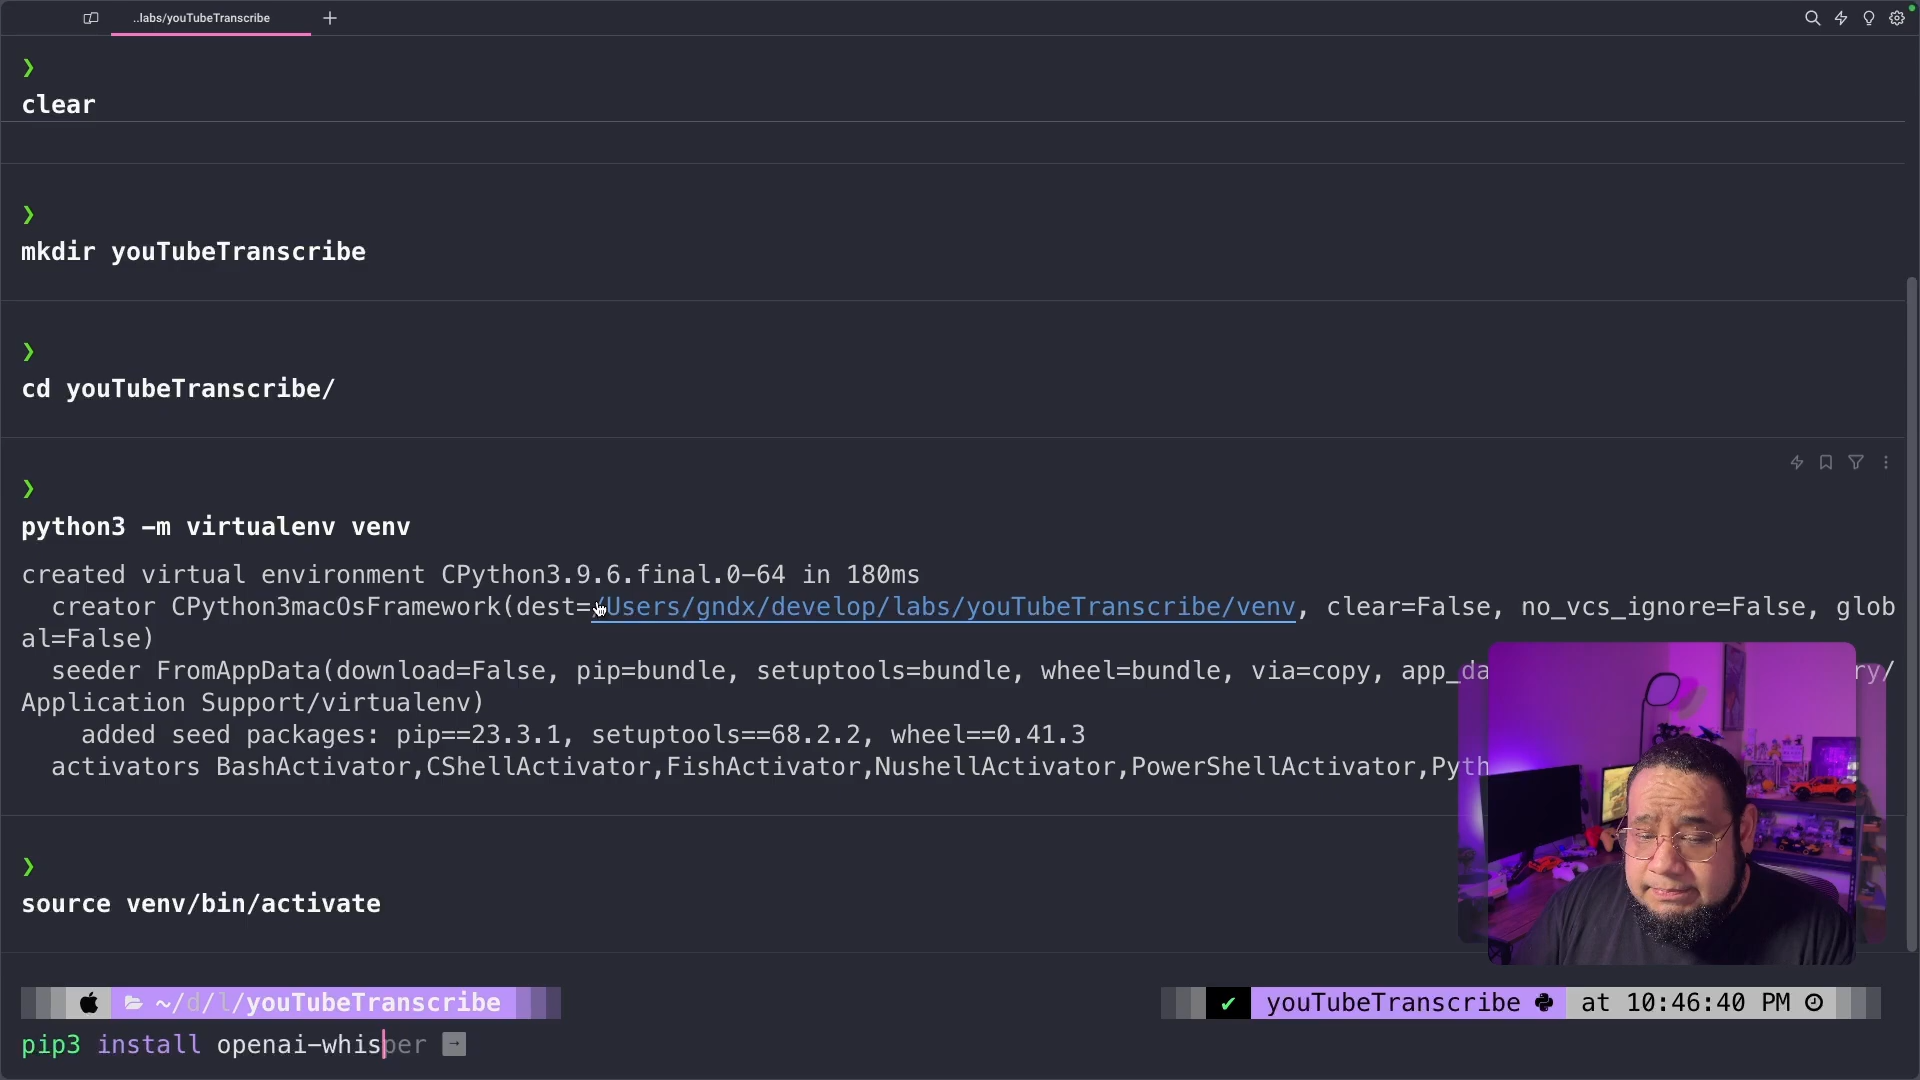 ..labs/youTubeTranscribe
❯
clear
❯
mkdir youTubeTranscribe
❯
cd youTubeTranscribe/
❯
python3 -m virtualenv venv
created virtual environment CPython3.9.6.final.0-64 in 180ms
creator CPython3macOsFramework(dest=/Users/gndx/develop/labs/youTubeTranscribe/venv, clear=False, no_vcs_ignore=False, glob
al=False)
seeder FromAppData(download=False, pip=bundle, setuptools=bundle, wheel=bundle, via=copy, app_da ry/
Application Support/virtualenv)
added seed packages: pip==23.3.1, setuptools==68.2.2, wheel==0.41.3
activators BashActivator,CShellActivator,FishActivator,NushellActivator,PowerShellActivator,Pyth
❯
source venv/bin/activate
~/d/l/youTubeTranscribe ✔ youTubeTranscribe at 10:46:40 PM
pip3 install openai-whisper →